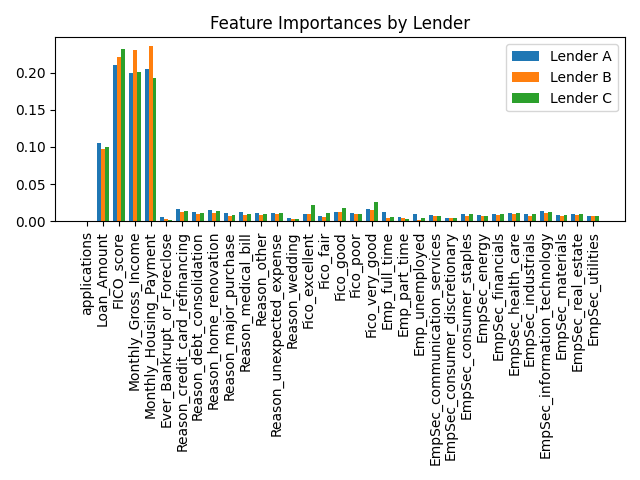 Feature Importances by Lender
Lender A
Lender B
Lender C
0.20
0.15
0.10
0.05
0.00
applications
Loan_Amount
FICO_score
Monthly_Gross_Income
Monthly_Housing_Payment
Ever_Bankrupt_or_Foreclose
Reason_credit_card_refinancing
Reason_debt_consolidation
Reason_home_renovation
Reason_major_purchase
Reason_medical_bill
Reason_other
Reason_unexpected_expense
Reason_wedding
Fico_excellent
Fico_fair
Fico_good
Fico_poor
Fico_very_good
Emp_full_time
Emp_part_time
Emp_unemployed
EmpSec_communication_services
EmpSec_consumer_discretionary
EmpSec_consumer_staples
EmpSec_energy
EmpSec_financials
EmpSec_health_care
EmpSec_industrials
EmpSec_information_technology
EmpSec_materials
EmpSec_real_estate
EmpSec_utilities